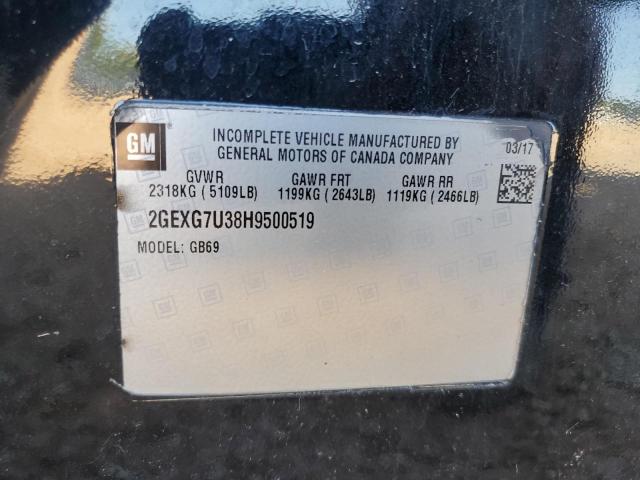 GM
INCOMPLETE VEHICLE MANUFACTURED BY
GENERAL MOTORS OF CANADA COMPANY
03/17
GVWR GAWR FRT GAWR RR
2318KG ( 5109LB) 1199KG ( 2643LB) 1119KG ( 2466LB)
2GEXG7U38H9500519
MODEL: GB69